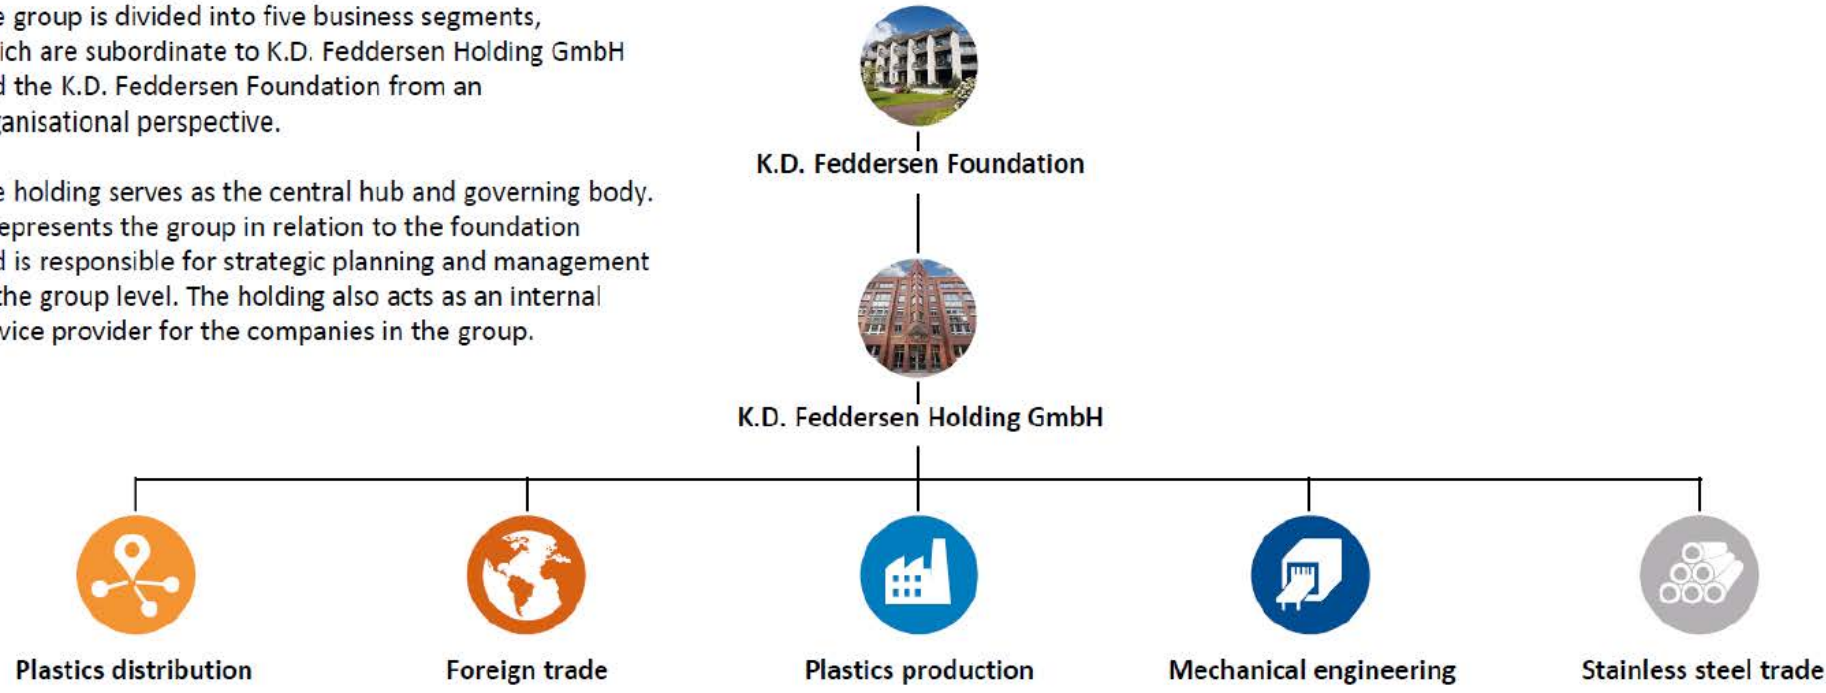 e group is divided into five business segments,
ich are subordinate to K.D. Feddersen Holding GmbH
d the K.D. Feddersen Foundation from an
ganisational perspective.
e holding serves as the central hub and governing body.
epresents the group in relation to the foundation
d is responsible for strategic planning and management
the group level. The holding also acts as an internal
vice provider for the companies in the group.
K.D. Feddersen Foundation
K.D. Feddersen Holding GmbH
Plastics distribution
Foreign trade
Plastics production
Mechanical engineering
Stainless steel trade